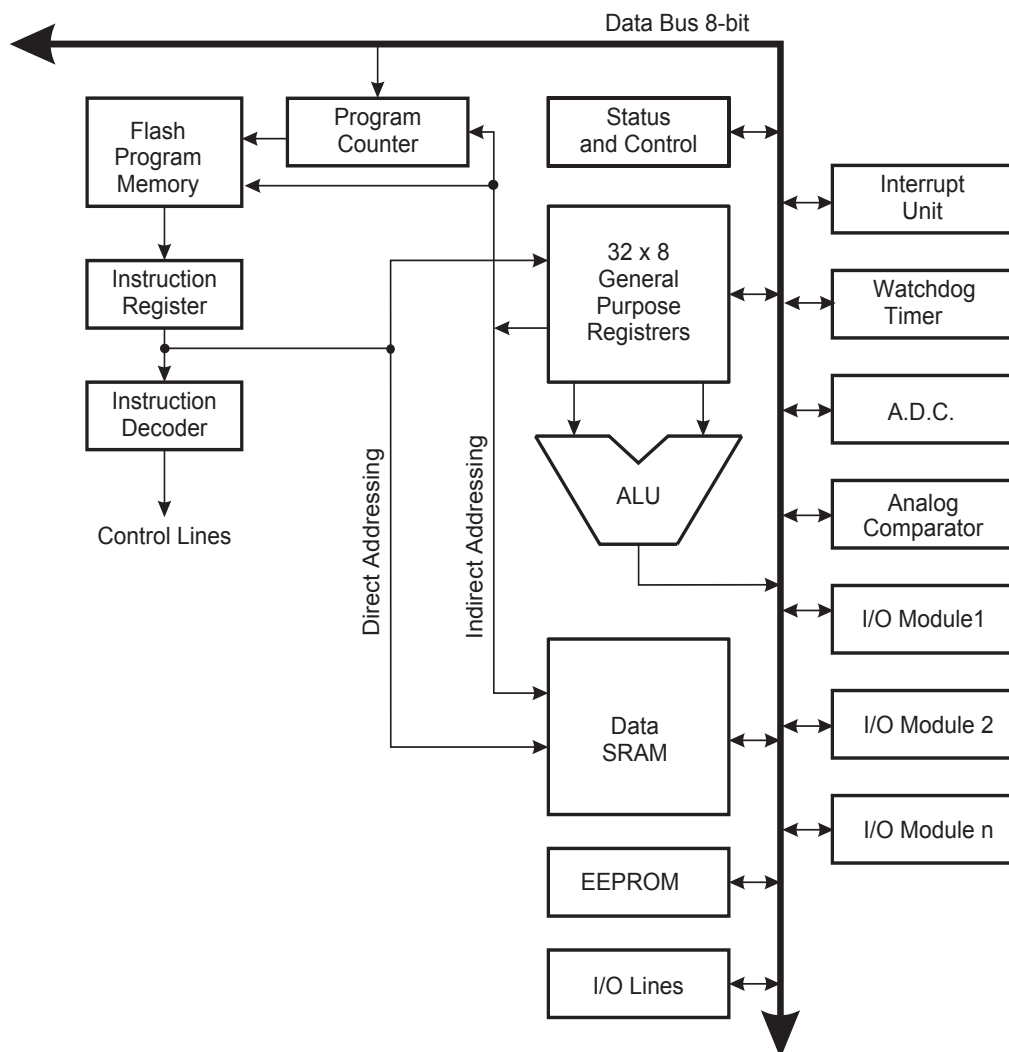 Data Bus 8-bit
Flash
Program
Memory
Program
Counter
Status
and Control
Interrupt
Unit
32 x 8
General
Purpose
Registrers
Instruction
Register
Watchdog
Timer
Instruction
Decoder
A.D.C.
Direct Addressing
Indirect Addressing
ALU
Control Lines
Analog
Comparator
I/O Module1
Data
SRAM
I/O Module 2
I/O Module n
EEPROM
I/O Lines